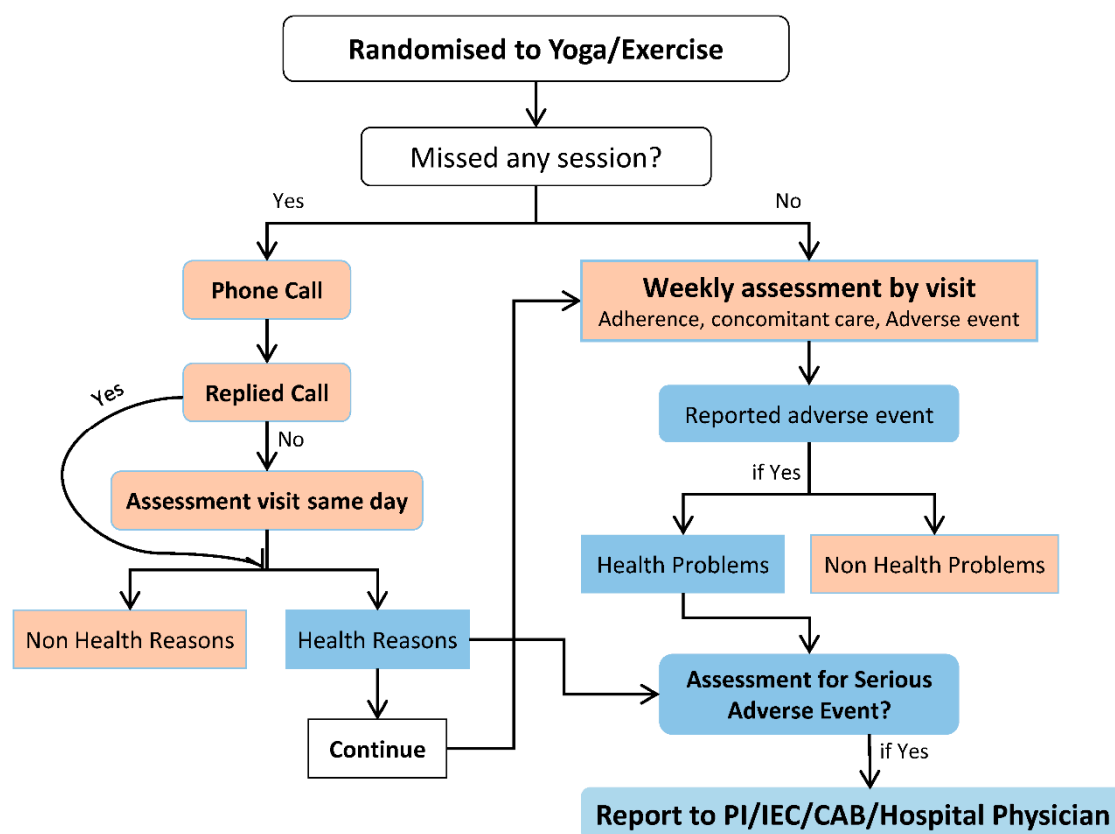 Randomised to Yoga/Exercise
Missed any session?
Yes
No
Phone Call
Weekly assessment by visit
Adherence, concomitant care, Adverse event
Yes
Replied Call
Reported adverse event
No
if Yes
Assessment visit same day
Health Problems
Non Health Problems
Non Health Reasons
Health Reasons
Assessment for Serious
Adverse Event?
Continue
if Yes
Report to PI/IEC/CAB/Hospital Physician